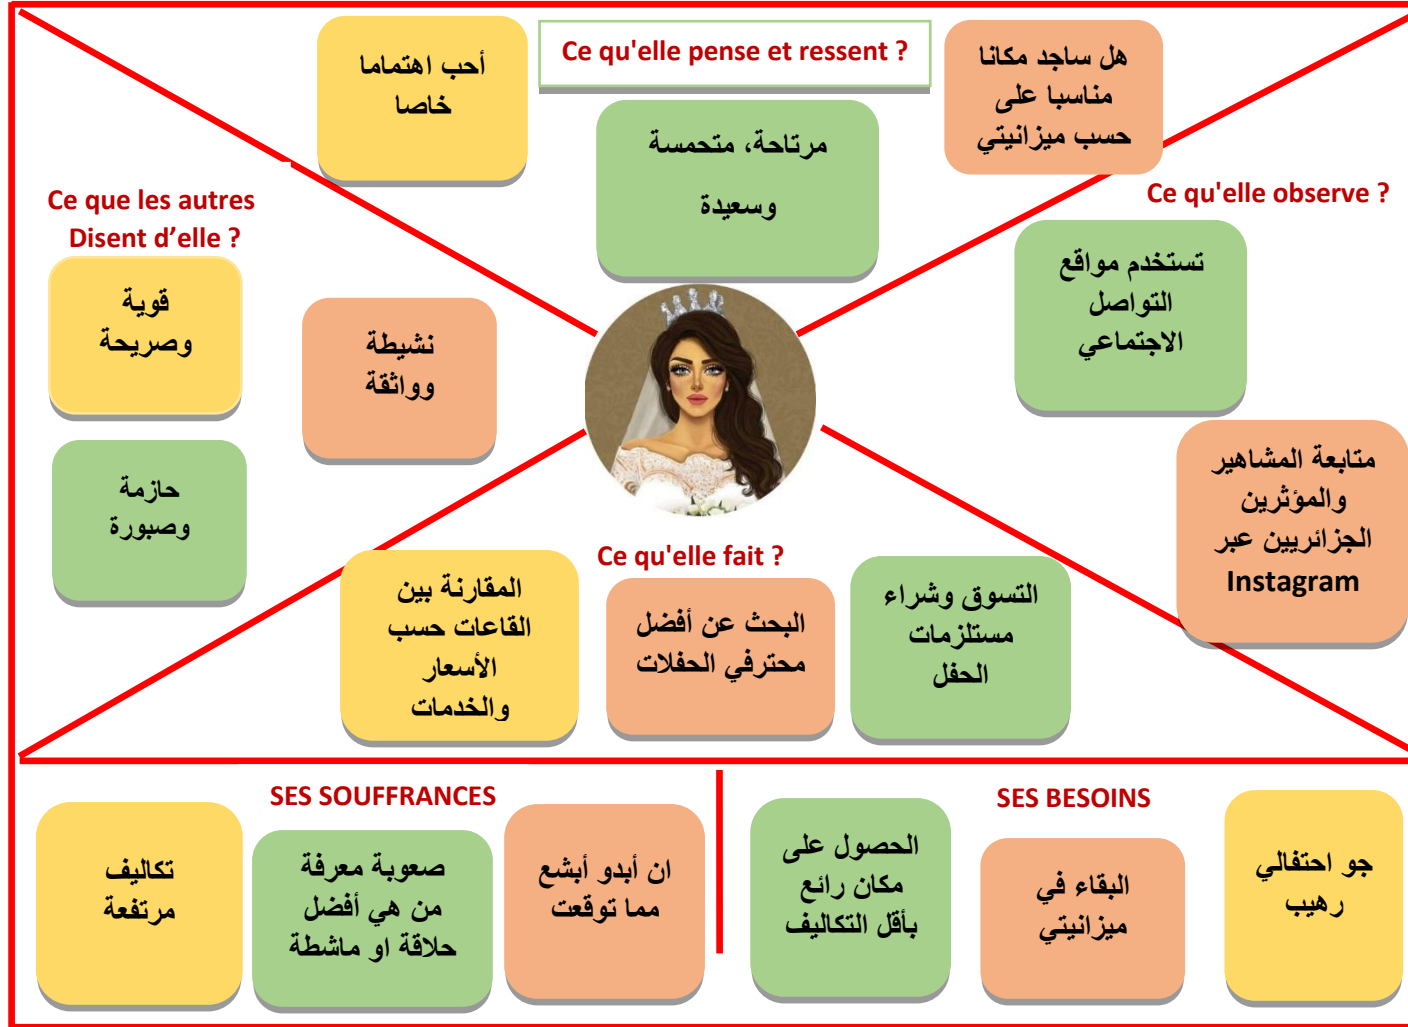 Ce qu'elle pense et ressent ?
أحب اهتماما
خاصا
مرتاحة، متحمسة
وسعيدة
هل ساجد مكانا
مناسبا على
حسب ميزانيتي
Ce que les autres
Disent d’elle ?
قوية
وصريحة
نشيطة
وواثقة
حازمة
وصبورة
Ce qu'elle observe ?
تستخدم مواقع
التواصل
الاجتماعي
متابعة المشاهير
والمؤثرين
الجزائريين عبر
Instagram
Ce qu'elle fait ?
المقارنة بين
القاعات حسب
الأسعار
والخدمات
البحث عن أفضل
محترفي الحفلات
التسوق وشراء
مستلزمات
الحفل
SES SOUFFRANCES
تكاليف
مرتفعة
صعوبة معرفة
من هي أفضل
حلاقة او ماشطة
ان أبدو أبشع
مما توقعت
SES BESOINS
الحصول على
مكان رائع
بأقل التكاليف
البقاء في
ميزانيتي
جو احتفالي
رهيب